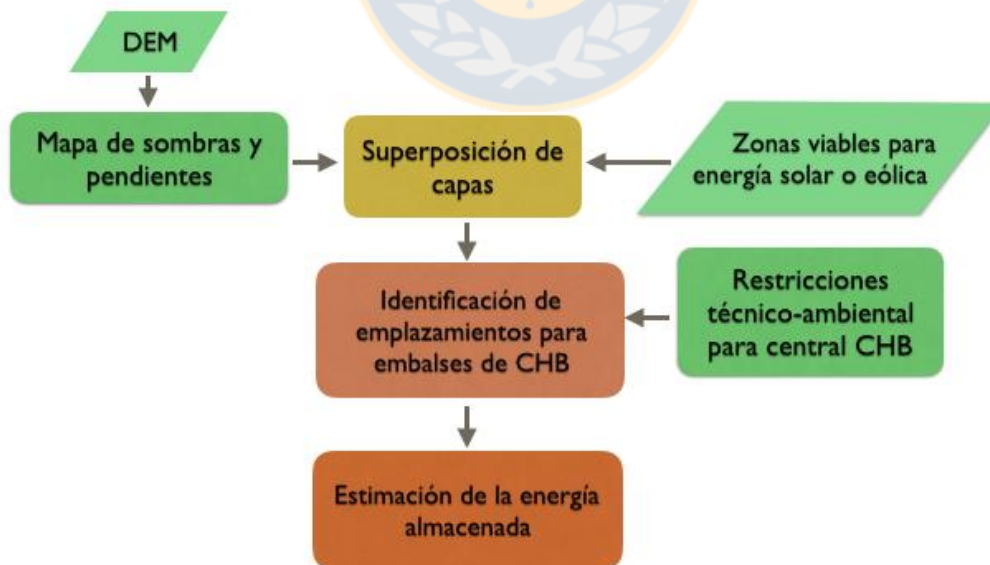 DEM
Mapa de sombras y
pendientes
Superposición de
capas
Zonas viables para
energía solar o eólica
Identificación de
emplazamientos para
embalses de CHB
Restricciones
técnico-ambiental
para central CHB
Estimación de la energía
almacenada